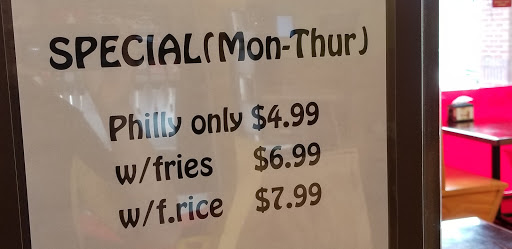 SPECIAL(Mon-Thur)
Philly only $4.99
w/fries $6.99
w/f.rice $7.99